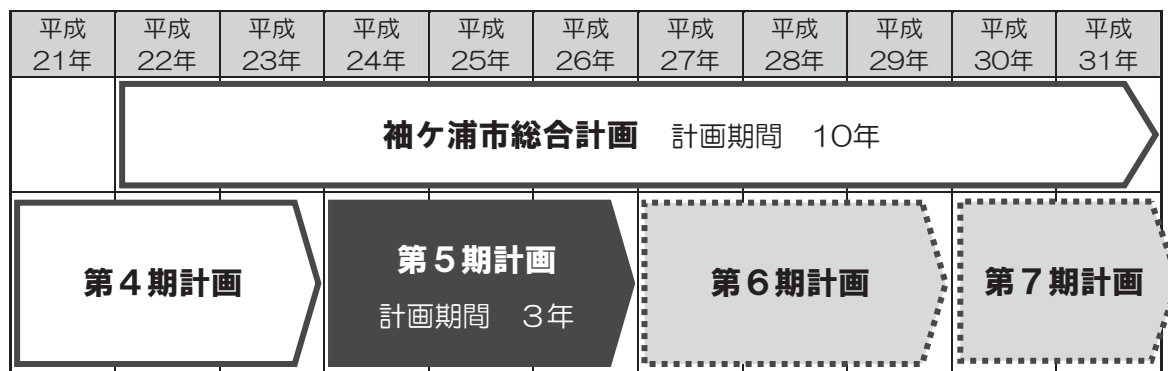 平成 平成 平成 平成 平成 平成 平成 平成 平成 平成 平成
21年 22年 23年 24年 25年 26年 27年 28年 29年 30年 31年
袖ケ浦市総合計画　計画期間　10年
第4期計画
第5期計画
計画期間　3年
第6期計画
第7期計画